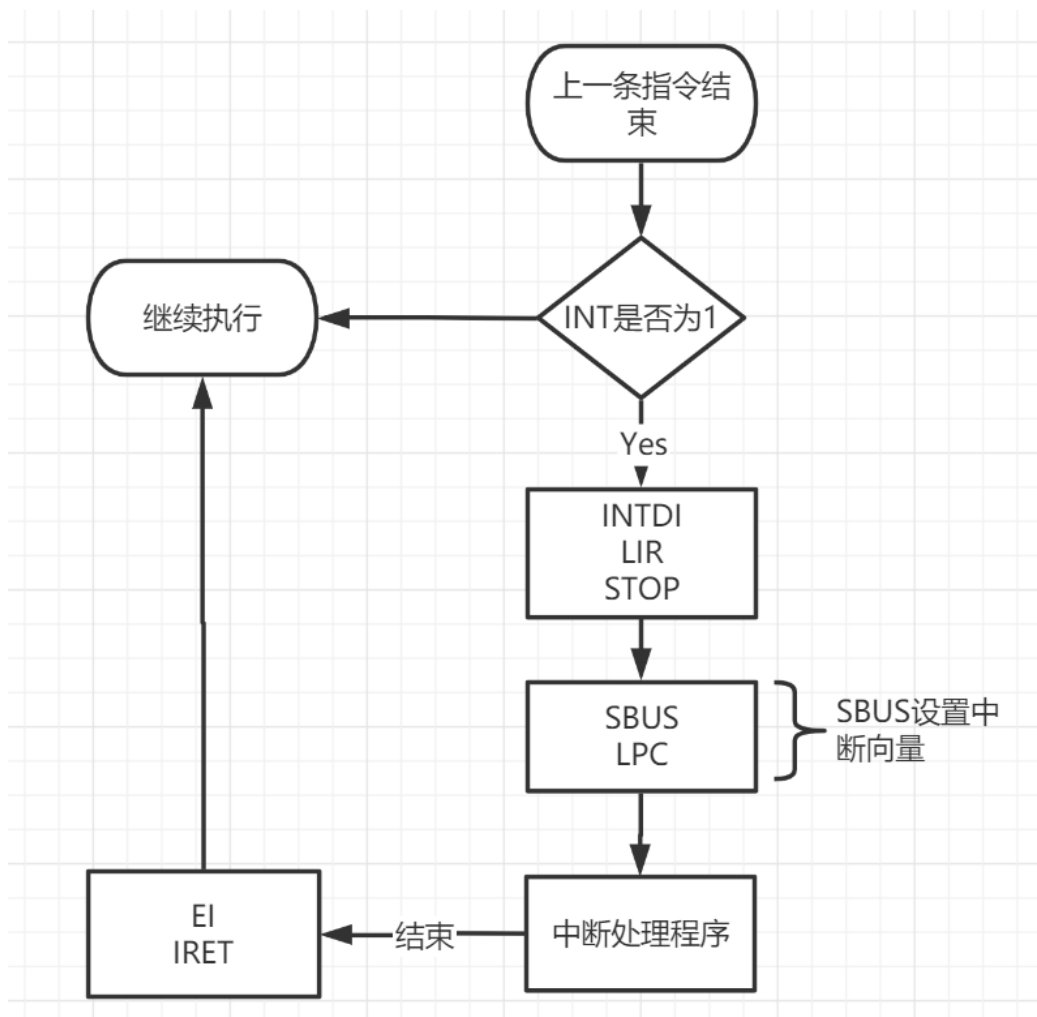 上一条指令结
束
INT是否为1
继续执行
Yes
INTDI
LIR
STOP
SBUS
LPC
SBUS设置中
断向量
中断处理程序
结束
EI
IRET